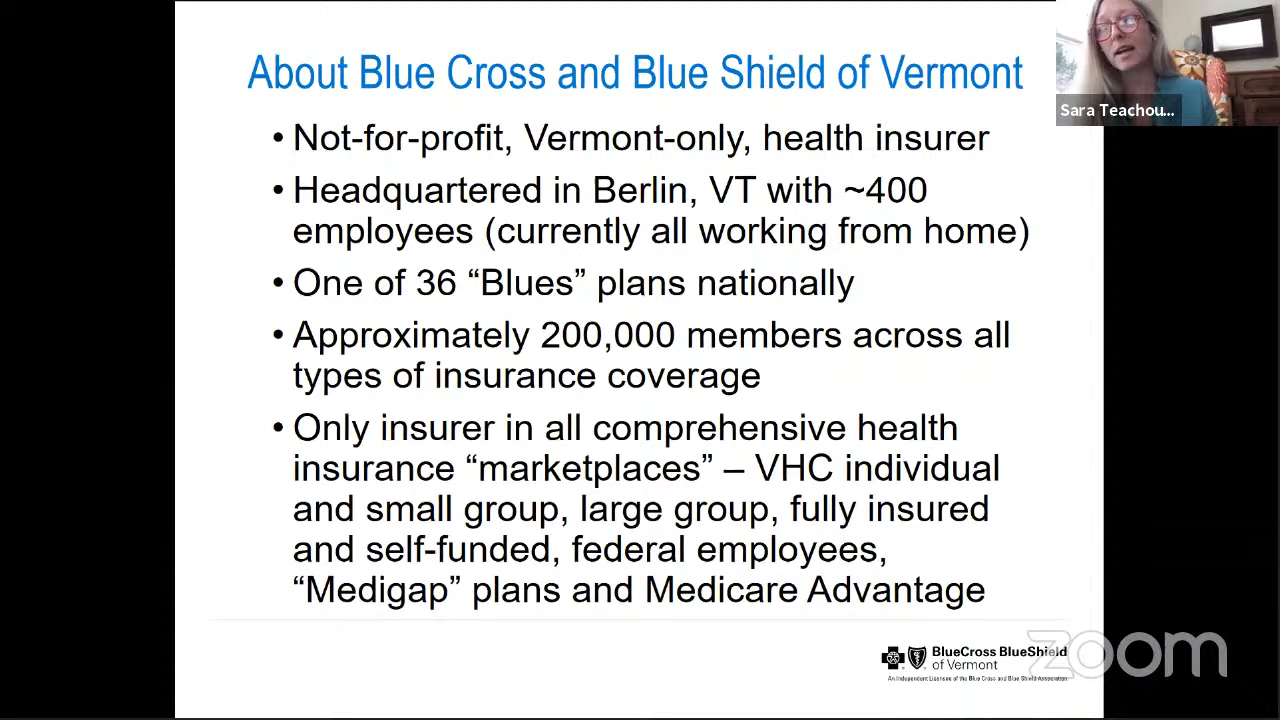 About Blue Cross and Blue Shield of Vermont
Sara Teachou...
• Not-for-profit, Vermont-only, health insurer
• Headquartered in Berlin, VT with ~400
employees (currently all working from home)
• One of 36 “Blues” plans nationally
• Approximately 200,000 members across all
types of insurance coverage
• Only insurer in all comprehensive health
insurance “marketplaces” – VHC individual
and small group, large group, fully insured
and self-funded, federal employees,
“Medigap” plans and Medicare Advantage
BlueCross BlueShield
of Vermont
An Independent Licensee of the Blue Cross and Blue Shield Association.
zoom